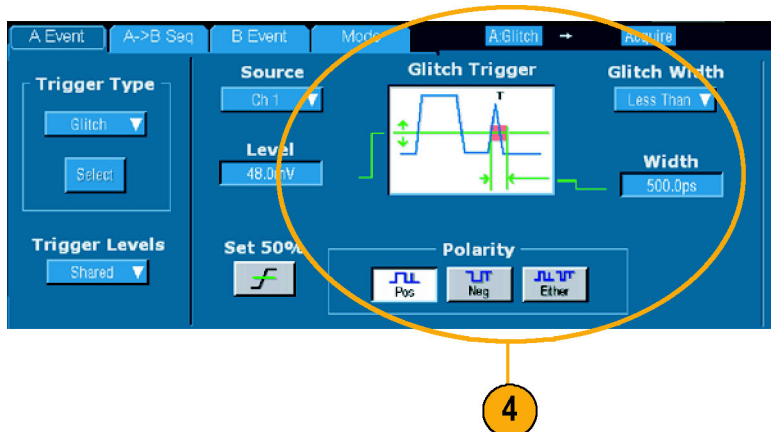 A Event A->B Seq B Event Mode A:Glitch → Acquire
Trigger Type
Glitch
Select
Trigger Levels
Shared
Source
Ch 1
Level
48.0mV
Set 50%
Glitch Trigger
T
Glitch Width
Less Than
Width
500.0ps
Polarity
Pos Neg Either
4